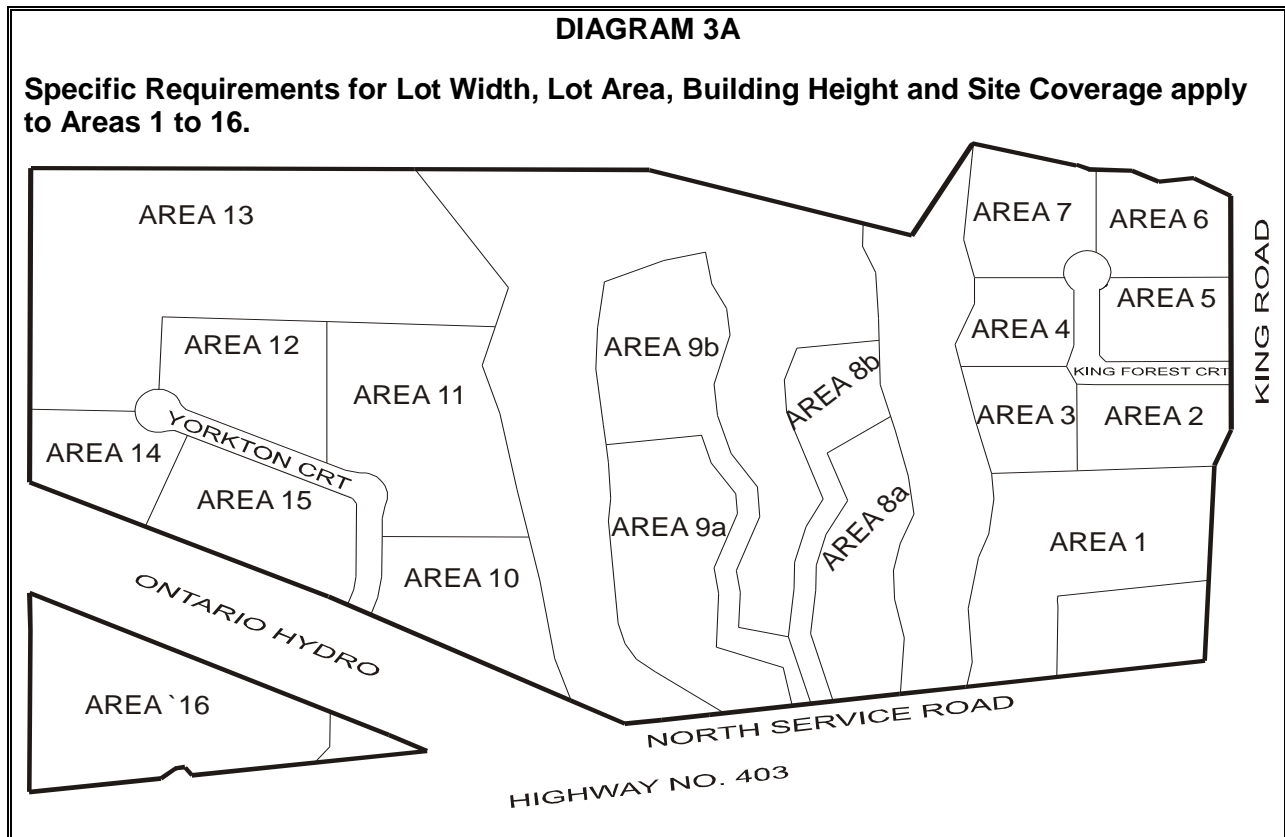 DIAGRAM 3A
Specific Requirements for Lot Width, Lot Area, Building Height and Site Coverage apply
to Areas 1 to 16.
AREA 13
AREA 7
AREA 6
KING ROAD
AREA 5
AREA 4
AREA 12
AREA 9b
AREA 8b
KING FOREST CRT
AREA 11
AREA 3
AREA 2
YORKTON CRT
AREA 14
AREA 15
AREA 9a
AREA 8a
AREA 1
AREA 10
ONTARIO HYDRO
AREA `16
NORTH SERVICE ROAD
HIGHWAY NO. 403